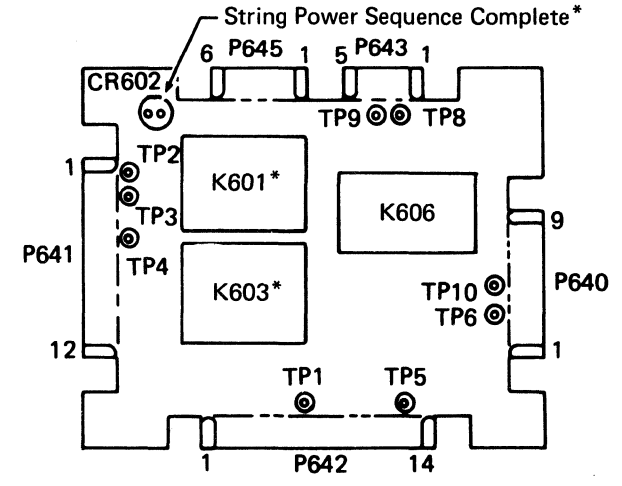 String Power Sequence Complete*
6 P645 1 5 P643 1
CR602
TP9 TP8
TP2
1
K601*
K606
TP3
9
P641
TP4
K603*
TP10
P640
TP6
12
1
TP1 TP5
1 P642 14